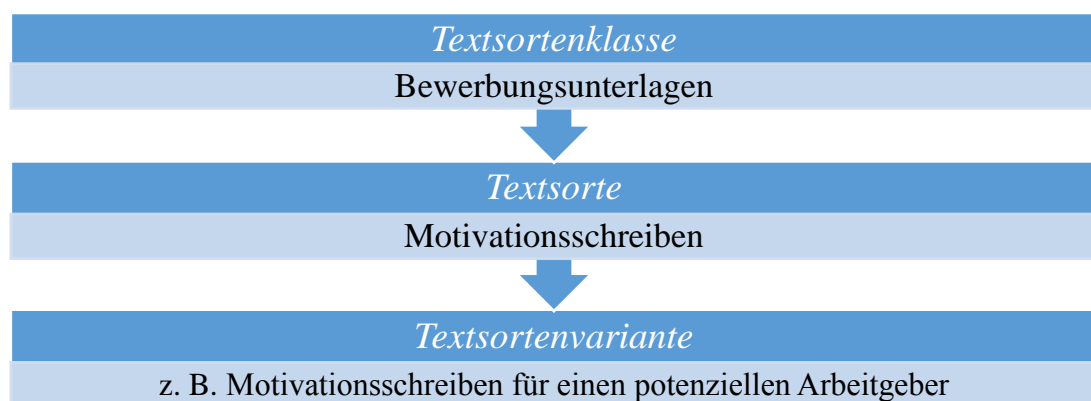 Textsortenklasse
Bewerbungsunterlagen
Textsorte
Motivationsschreiben
Textsortenvariante
z. B. Motivationsschreiben für einen potenziellen Arbeitgeber